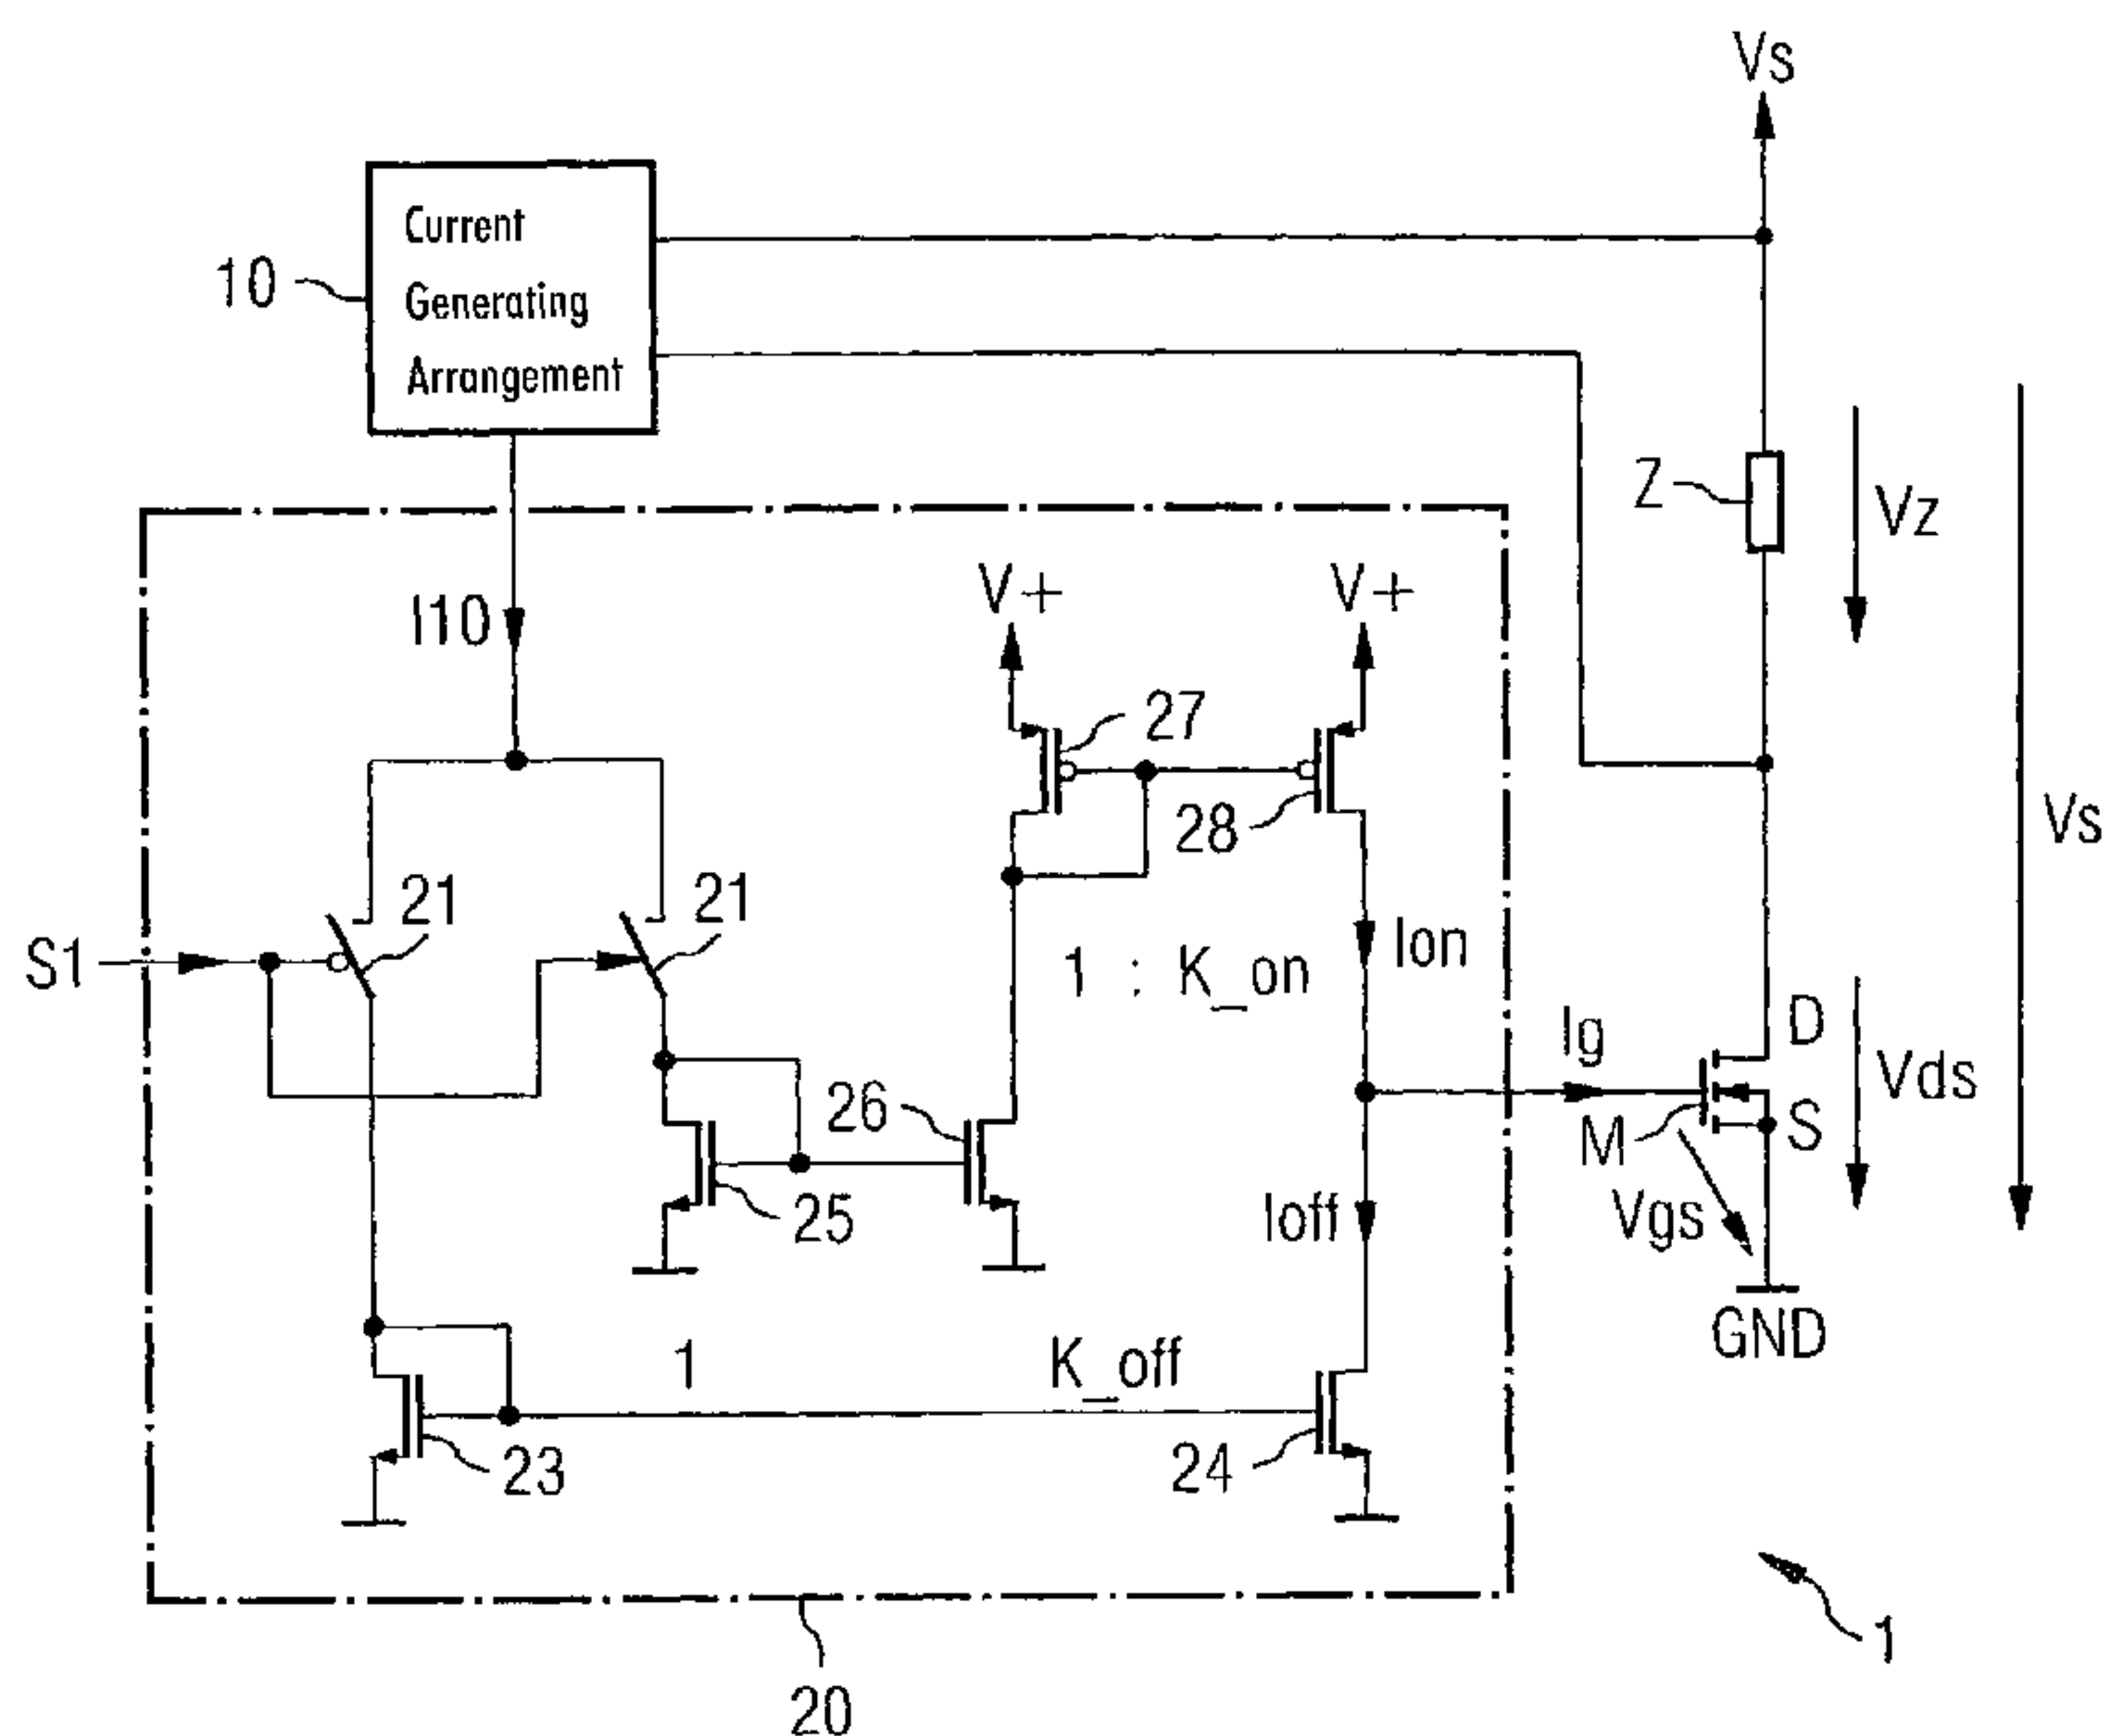 Vs
Current
Generating
Arrangement
10
Z
Vz
V+
V+
I10
27
28
Vs
21
21
S1
Ion
1 : K_on
D
Ig
Vds
26
S
M
25
Ioff
Vgs
GND
1
K_off
23
24
1
20